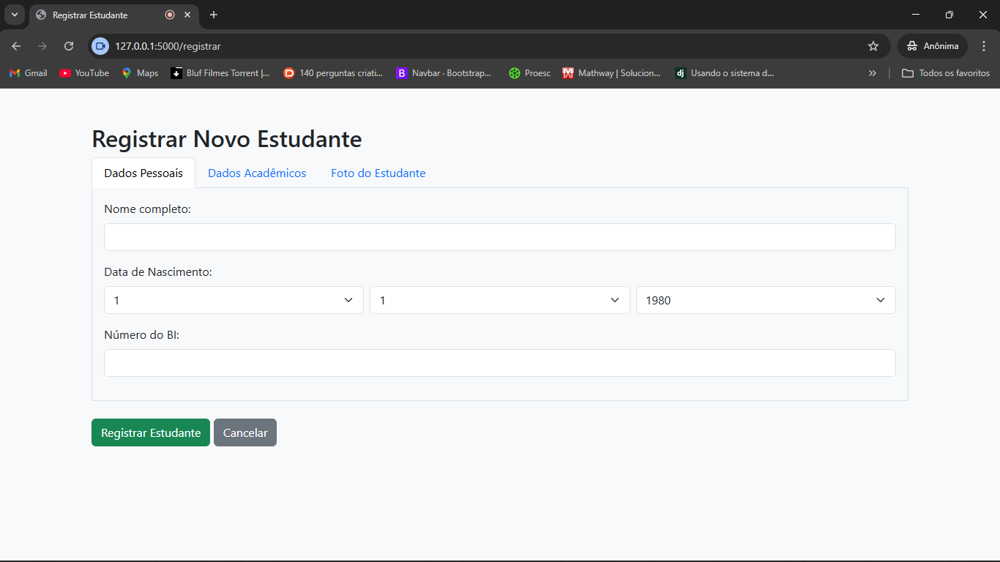 Registrar Estudante
127.0.0.1:5000/registrar
Anônima
Gmail YouTube Maps Bluf Filmes Torrent |... 140 perguntas criati... Navbar · Bootstrap... Proesc Mathway | Solucion... dj Usando o sistema d... Todos os favoritos
Registrar Novo Estudante
Dados Pessoais Dados Acadêmicos Foto do Estudante
Nome completo:
Data de Nascimento:
1 1 1980
Número do BI:
Registrar Estudante Cancelar